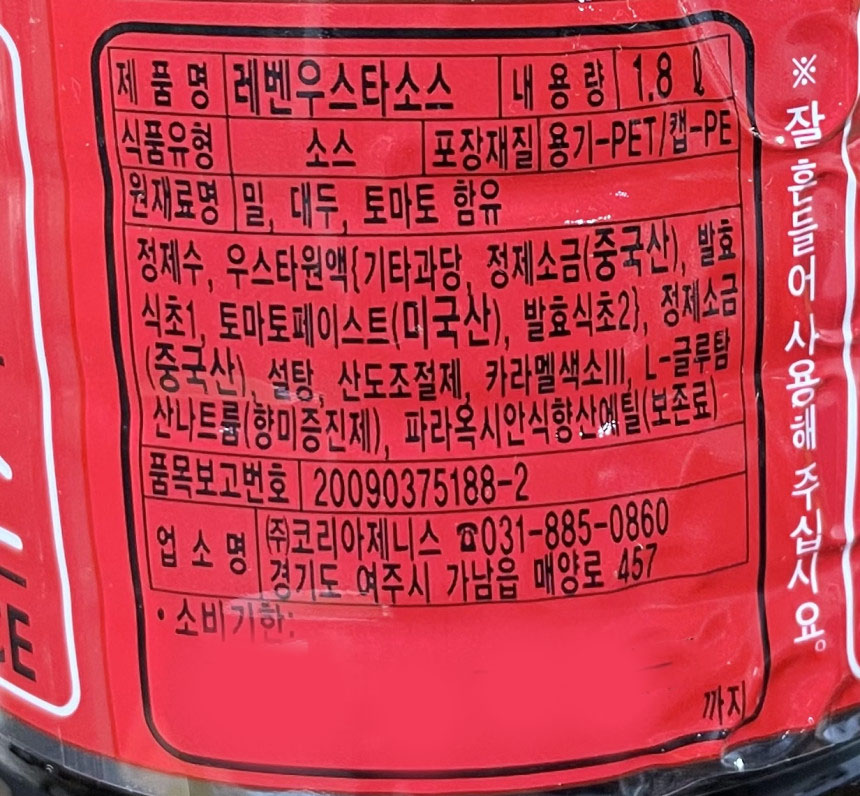 제 품 명 레벤우스타소스 내 용 량 1.8 ℓ
식품유형 소스 포장재질 용기-PET/캡-PE
원재료명 밀, 대두, 토마토 함유
정제수, 우스타원액{기타과당, 정제소금(중국산), 발효
식초1, 토마토페이스트(미국산), 발효식초2}, 정제소금
(중국산), 설탕, 산도조절제, 카라멜색소III, L-글루탐
산나트륨(향미증진제), 파라옥시안식향산에틸(보존료)
품목보고번호 20090375188-2
업 소 명 ㈜코리아제니스 ☎031-885-0860
경기도 여주시 가남읍 매양로 457
• 소비기한:
까지
※ 잘 흔들어 사용해 주십시요。
CE